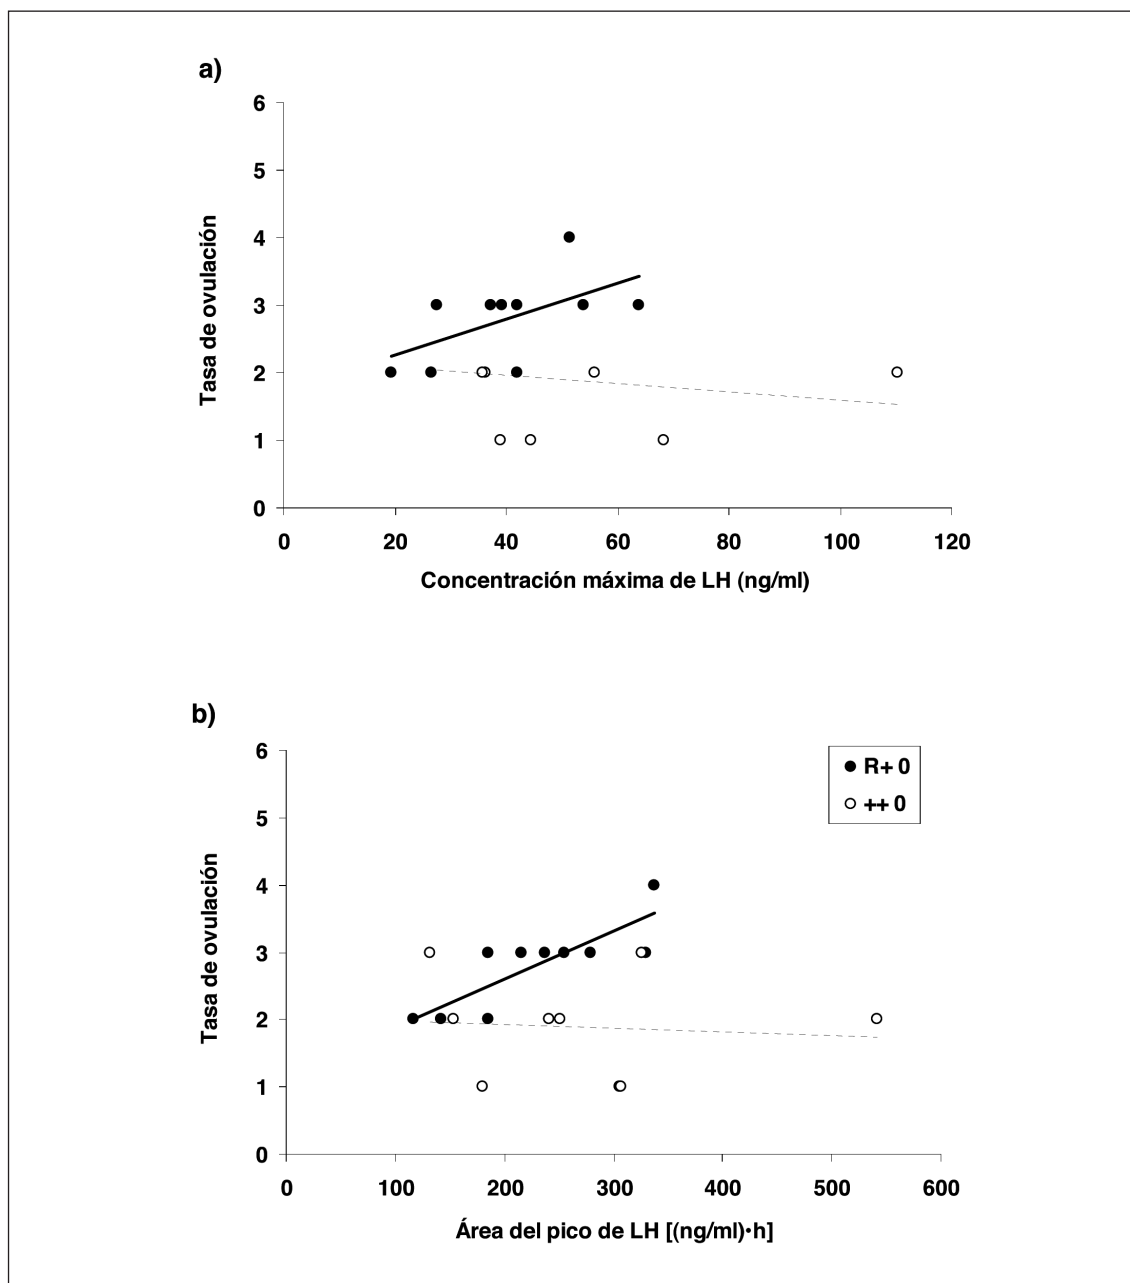 a)
6
5
4
3
2
1
0
Tasa de ovulación
0 20 40 60 80 100 120
Concentración máxima de LH (ng/ml)
b)
6
5
4
3
2
1
0
Tasa de ovulación
R+ 0
++ 0
0 100 200 300 400 500 600
Área del pico de LH [(ng/ml)•h]